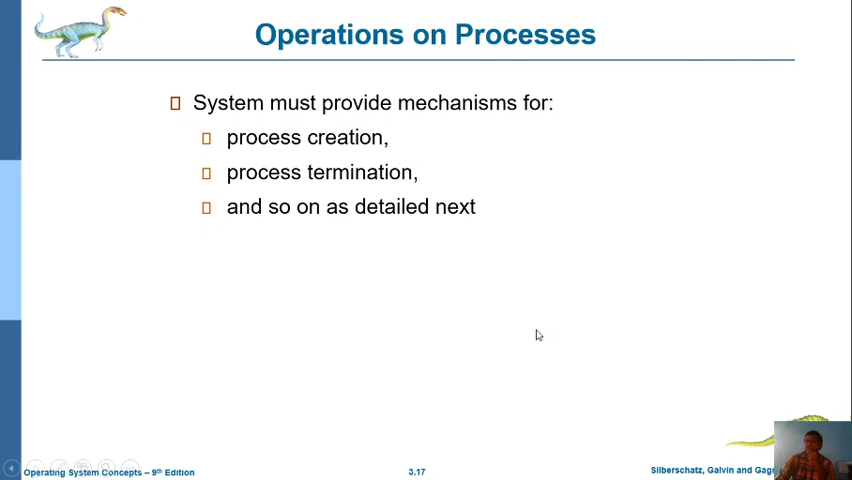 Operations on Processes
System must provide mechanisms for:
process creation,
process termination,
and so on as detailed next
Operating System Concepts – 9th Edition
3.17
Silberschatz, Galvin and